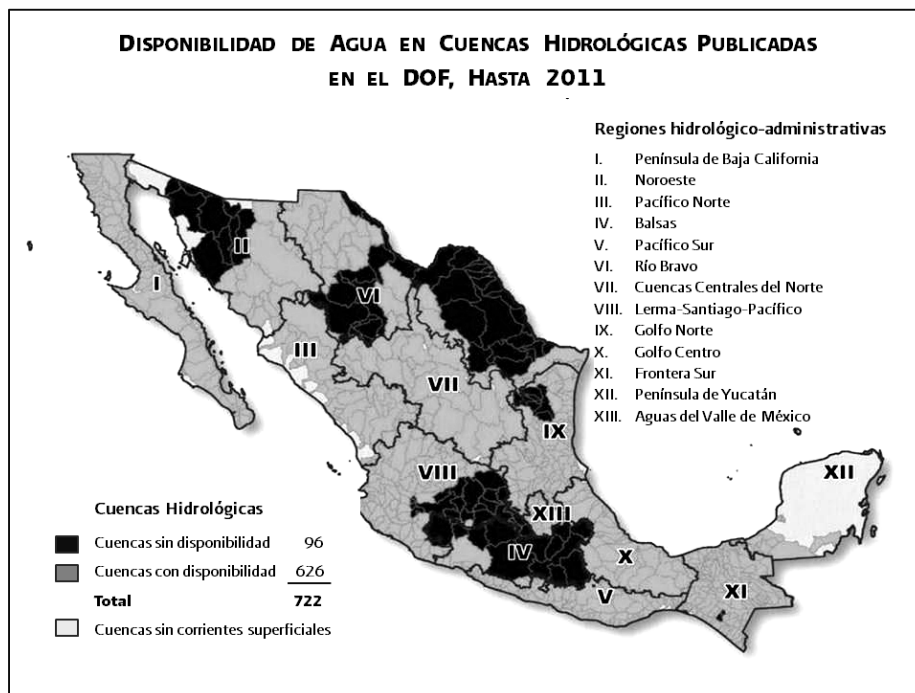 DISPONIBILIDAD DE AGUA EN CUENCAS HIDROLÓGICAS PUBLICADAS
EN EL DOF, HASTA 2011
Regiones hidrológico-administrativas
I. Península de Baja California
II. Noroeste
III. Pacífico Norte
IV. Balsas
V. Pacífico Sur
VI. Río Bravo
VII. Cuencas Centrales del Norte
VIII. Lerma-Santiago-Pacífico
IX. Golfo Norte
X. Golfo Centro
XI. Frontera Sur
XII. Península de Yucatán
XIII. Aguas del Valle de México
II
I
VI
III
VII
IX
VIII
XII
XIII
IV
X
V
XI
Cuencas Hidrológicas
Cuencas sin disponibilidad 96
Cuencas con disponibilidad 626
Total 722
Cuencas sin corrientes superficiales